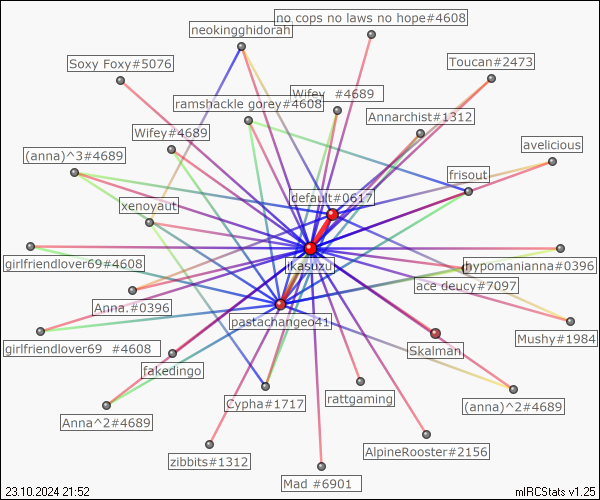 no cops no laws no hope#4608
neokingghidorah
Soxy Foxy#5076
Toucan#2473
Wifey  #4689
ramshackle gorey#4608
Annarchist#1312
Wifey#4689
avelicious
(anna)^3#4689
frisout
default#0617
xenoyaut
girlfriendlover69#4608
ikasuzu
hypomanianna#0396
ace deucy#7097
Anna.#0396
pastachangeo41
Mushy#1984
girlfriendlover69  #4608
Skalman
fakedingo
rattgaming
Cypha#1717
(anna)^2#4689
Anna^2#4689
AlpineRooster#2156
zibbits#1312
Mad #6901
23.10.2024 21:52
mIRCStats v1.25